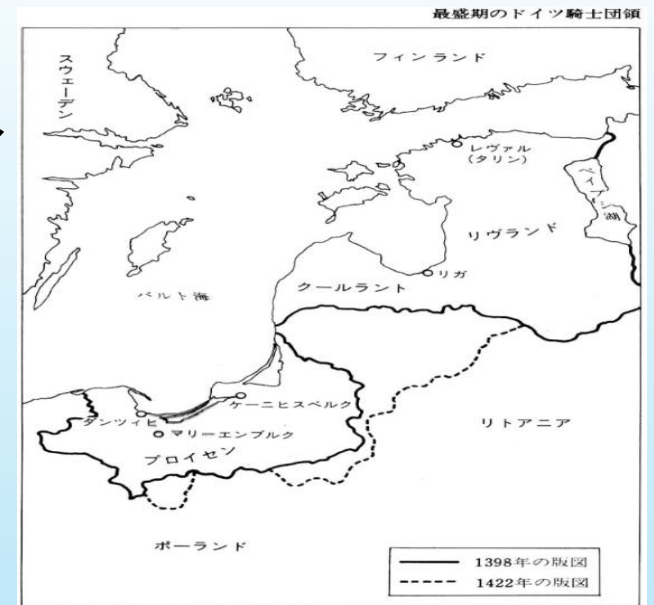 最盛期のドイツ騎士団領
フィンランド
スウェーデン
レヴァル
(タリン)
ペイプシ湖
リヴランド
リガ
クールラント
バルト海
ケーニヒスベルク
ダンツィヒ
マリーエンブルク
プロイセン
リトアニア
ポーランド
1398年の版図
1422年の版図